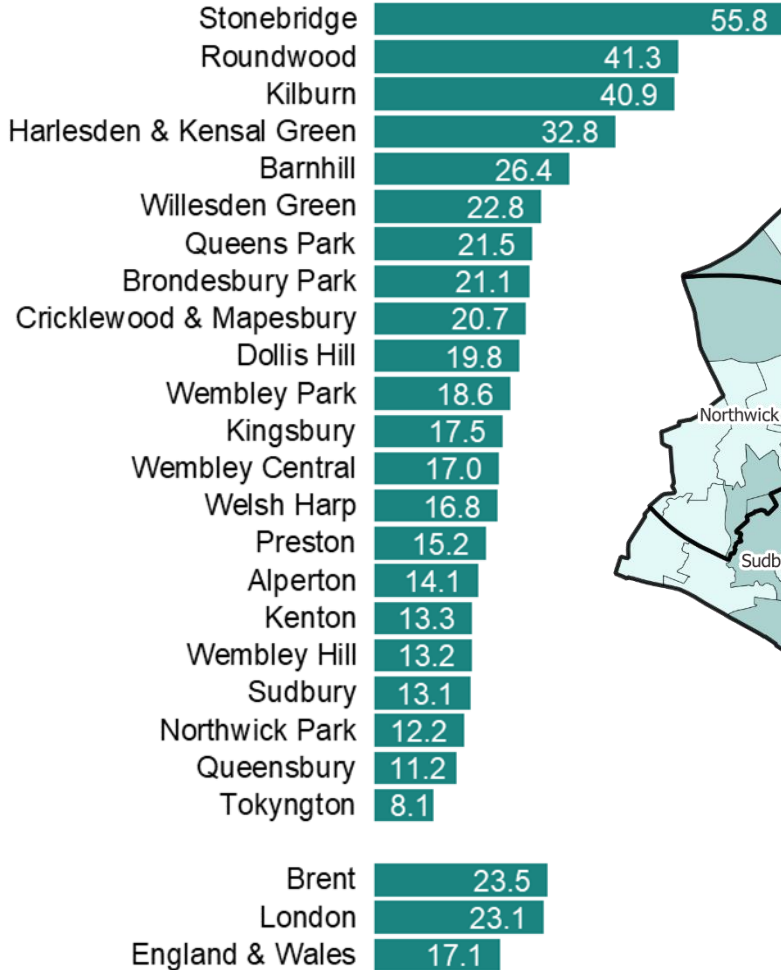 Stonebridge 55.8
Roundwood 41.3
Kilburn 40.9
Harlesden & Kensal Green 32.8
Barnhill 26.4
Willesden Green 22.8
Queens Park 21.5
Brondesbury Park 21.1
Cricklewood & Mapesbury 20.7
Dollis Hill 19.8
Wembley Park 18.6
Kingsbury 17.5
Northwick
Wembley Central 17.0
Welsh Harp 16.8
Preston 15.2
Sudb
Alperton 14.1
Kenton 13.3
Wembley Hill 13.2
Sudbury 13.1
Northwick Park 12.2
Queensbury 11.2
Tokyngton 8.1
Brent 23.5
London 23.1
England & Wales 17.1